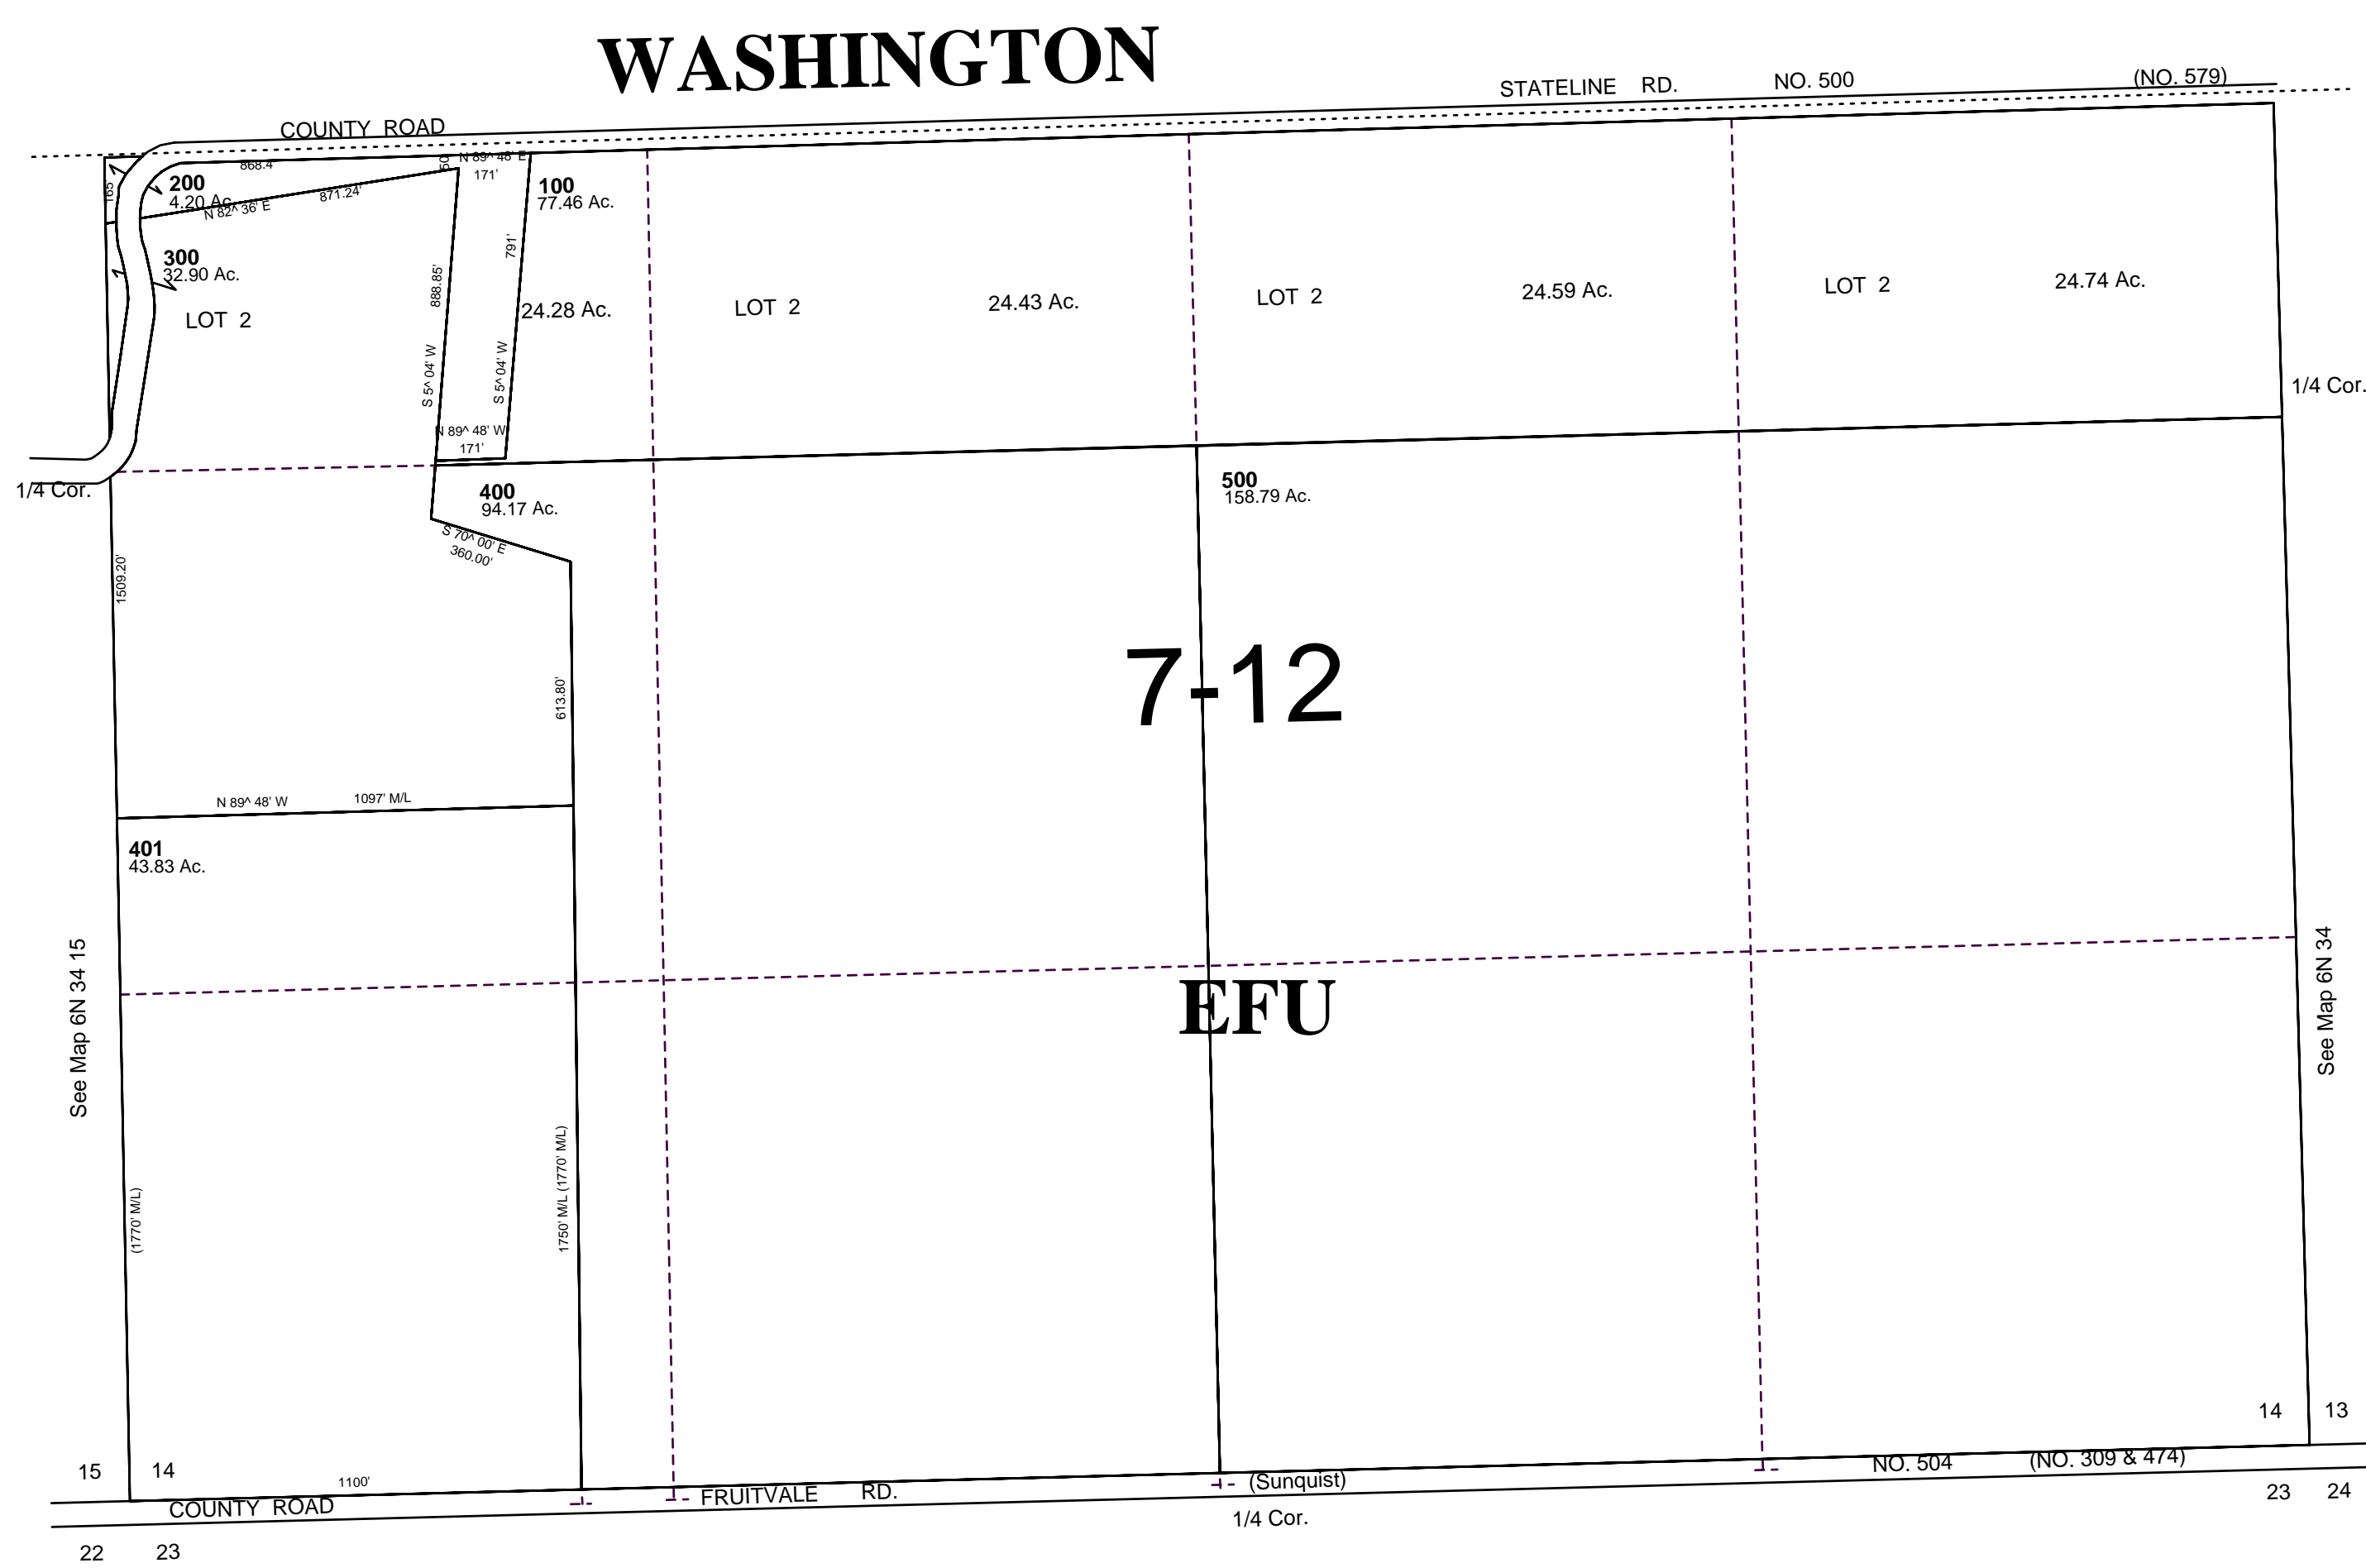 WASHINGTON
STATELINE RD. NO. 500 (NO. 579)
COUNTY ROAD
868.4'
50'
N 89^ 48' E
171'
165'
200
4.20 Ac.
N 82^ 36' E 871.24'
100
77.46 Ac.
300
32.90 Ac.
LOT 2
888.85'
S 5^ 04' W
791'
S 5^ 04' W
24.28 Ac.
LOT 2
24.43 Ac.
LOT 2
24.59 Ac.
LOT 2
24.74 Ac.
1/4 Cor.
N 89^ 48' W
171'
1/4 Cor.
400
94.17 Ac.
500
158.79 Ac.
S 70^ 00' E
360.00'
1509.20'
613.80'
7-12
N 89^ 48' W 1097' M/L
401
43.83 Ac.
See Map 6N 34 15
EFU
See Map 6N 34
(1770' M/L)
1750' M/L (1770' M/L)
14 13
15 14
1100'
COUNTY ROAD FRUITVALE RD. (Sunquist) NO. 504 (NO. 309 & 474)
1/4 Cor.
23 24
22 23